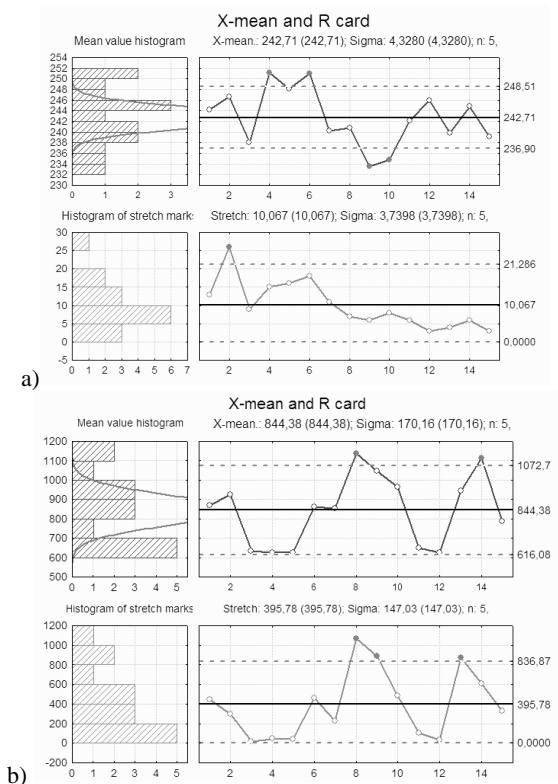 X-mean and R card
Mean value histogram
X-mean.: 242,71 (242,71); Sigma: 4,3280 (4,3280); n: 5,
254
252
250
248
246
244
242
240
238
236
234
232
230
0 1 2 3
248,51
242,71
236,90
2 4 6 8 10 12 14
Histogram of stretch marks
Stretch: 10,067 (10,067); Sigma: 3,7398 (3,7398); n: 5,
30
25
20
15
10
5
0
-5
0 1 2 3 4 5 6 7
21,286
10,067
0,0000
2 4 6 8 10 12 14
a)
X-mean and R card
Mean value histogram
X-mean.: 844,38 (844,38); Sigma: 170,16 (170,16); n: 5,
1200
1100
1000
900
800
700
600
500
0 1 2 3 4 5
1072,7
844,38
616,08
2 4 6 8 10 12 14
Histogram of stretch marks
Stretch: 395,78 (395,78); Sigma: 147,03 (147,03); n: 5,
1200
1000
800
600
400
200
0
-200
0 1 2 3 4 5
836,87
395,78
0,0000
2 4 6 8 10 12 14
b)